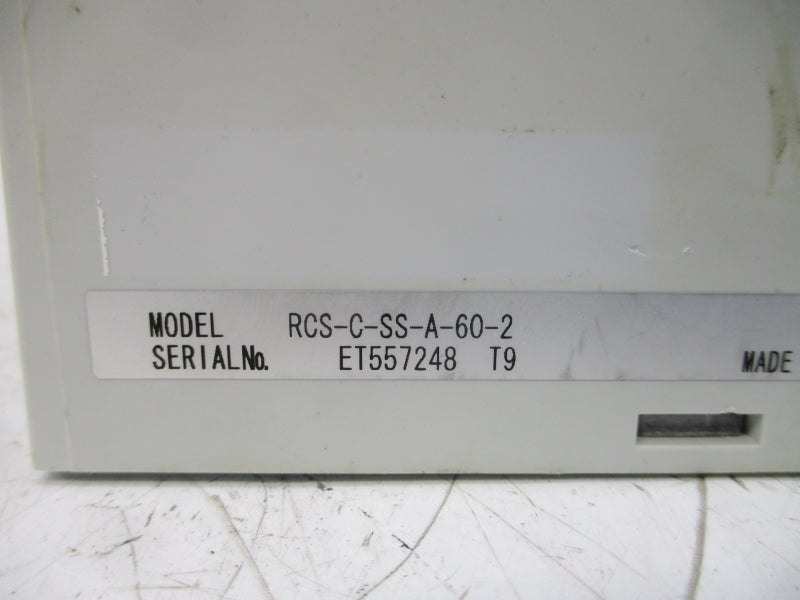 MODEL RCS-C-SS-A-60-2
SERIALNo. ET557248 T9
MADE